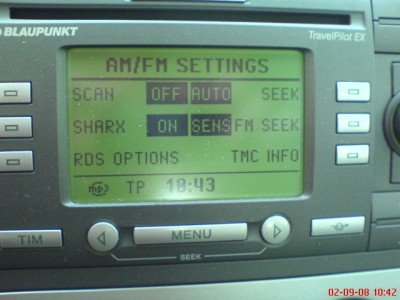 BLAUPUNKT TravelPilot EX
AM/FM SETTINGS
SCAN OFF AUTO SEEK
SHARX ON SENS FM SEEK
RDS OPTIONS TMC INFO
mp3 TP 10:43
TIM MENU
SEEK
02-09-08 10:42